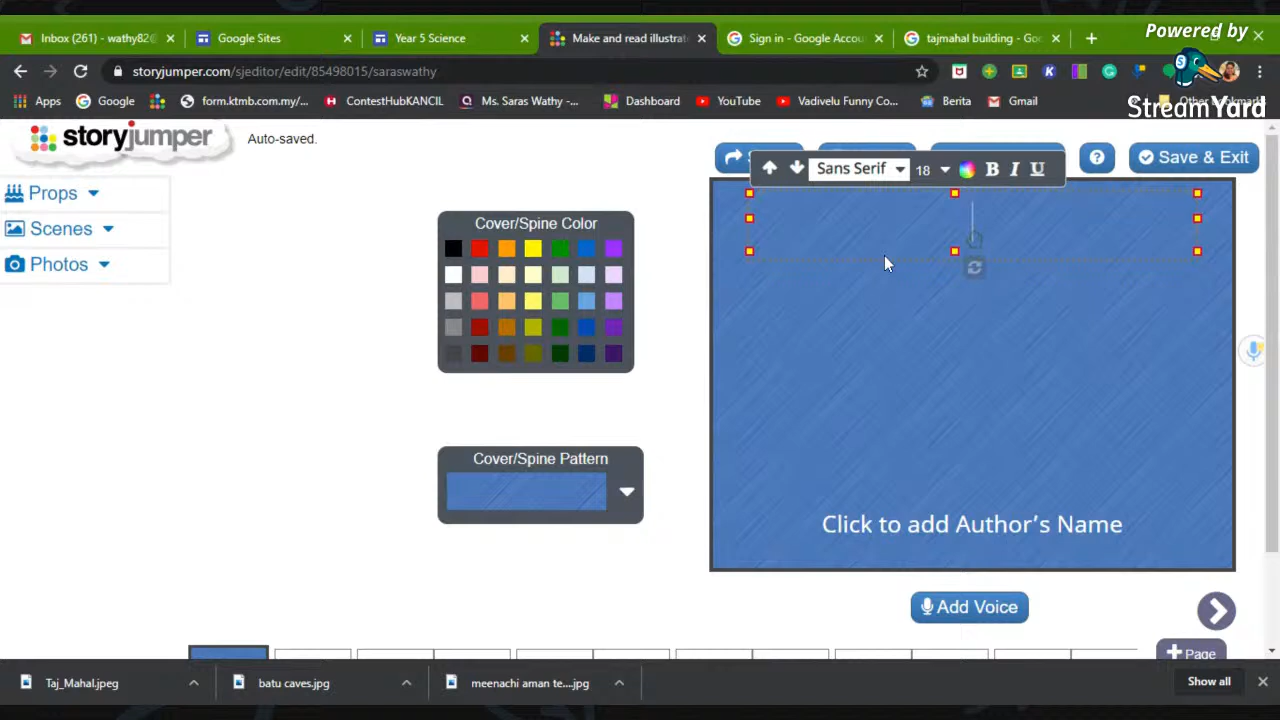 Powered by
StreamYard
Inbox (261) - wathy82@
Google Sites
Year 5 Science
Make and read illustrat
Sign in - Google Accou
tajmahal building - Goo
storyjumper.com/sjeditor/edit/85498015/saraswathy
Apps
Google
form.ktmb.com.my/...
ContestHubKANCIL
Ms. Saras Wathy -...
Dashboard
YouTube
Vadivelu Funny Co...
Berita
Gmail
Other bookmark
storyjumper
Auto-saved.
Save & Exit
Sans Serif
18
B I U
Props
Scenes
Photos
Cover/Spine Color
Cover/Spine Pattern
Click to add Author's Name
Add Voice
Page
Taj_Mahal.jpeg
batu caves.jpg
meenachi aman te....jpg
Show all